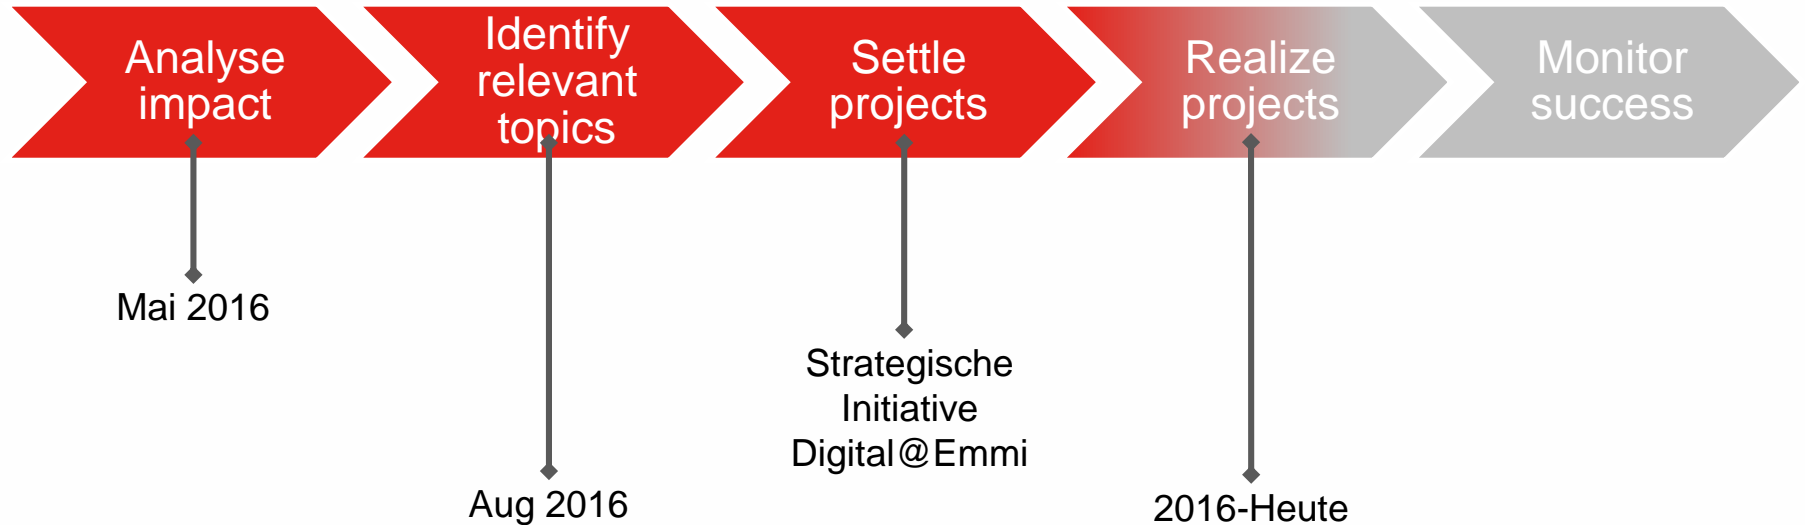 Analyse
impact
Identify
relevant
topics
Settle
projects
Realize
projects
Monitor
success
Mai 2016
Aug 2016
Strategische
Initiative
Digital@Emmi
2016-Heute